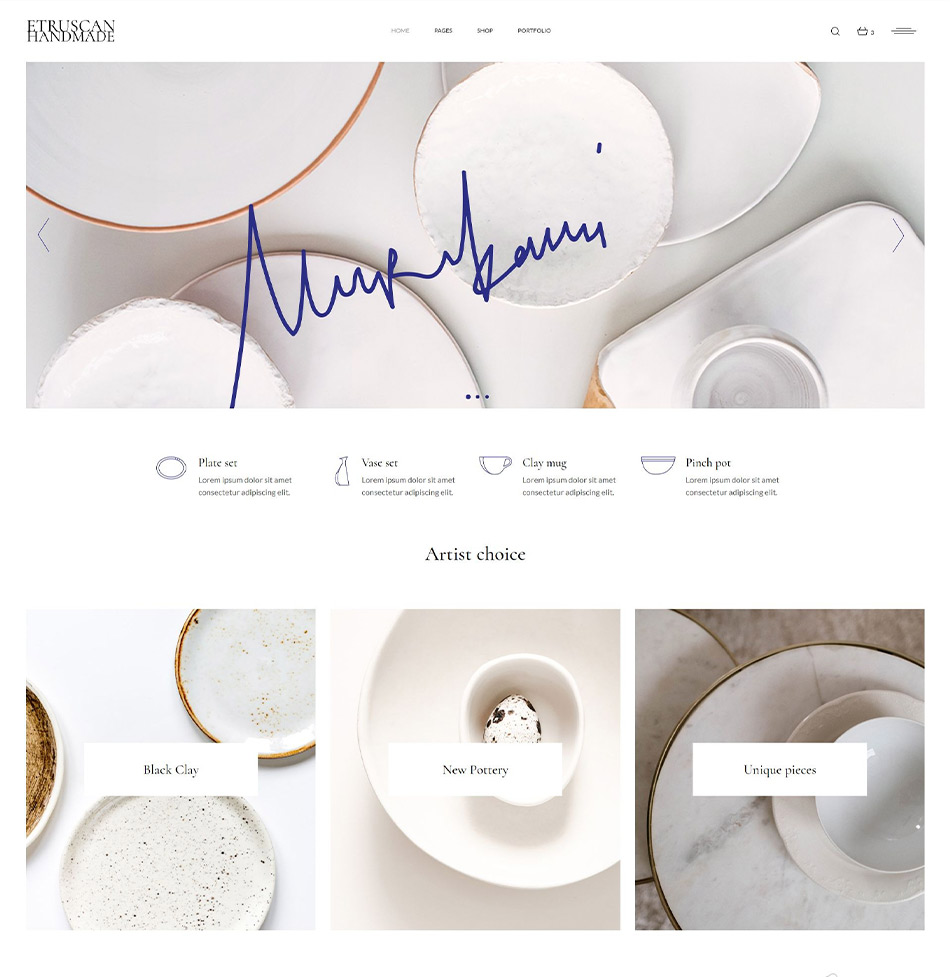 ETRUSCAN
HANDMADE
HOME PAGES SHOP PORTFOLIO
3
Plate set
Lorem ipsum dolor sit amet
consectetur adipiscing elit.
Vase set
Lorem ipsum dolor sit amet
consectetur adipiscing elit.
Clay mug
Lorem ipsum dolor sit amet
consectetur adipiscing elit.
Pinch pot
Lorem ipsum dolor sit amet
consectetur adipiscing elit.
Artist choice
Black Clay
New Pottery
Unique pieces